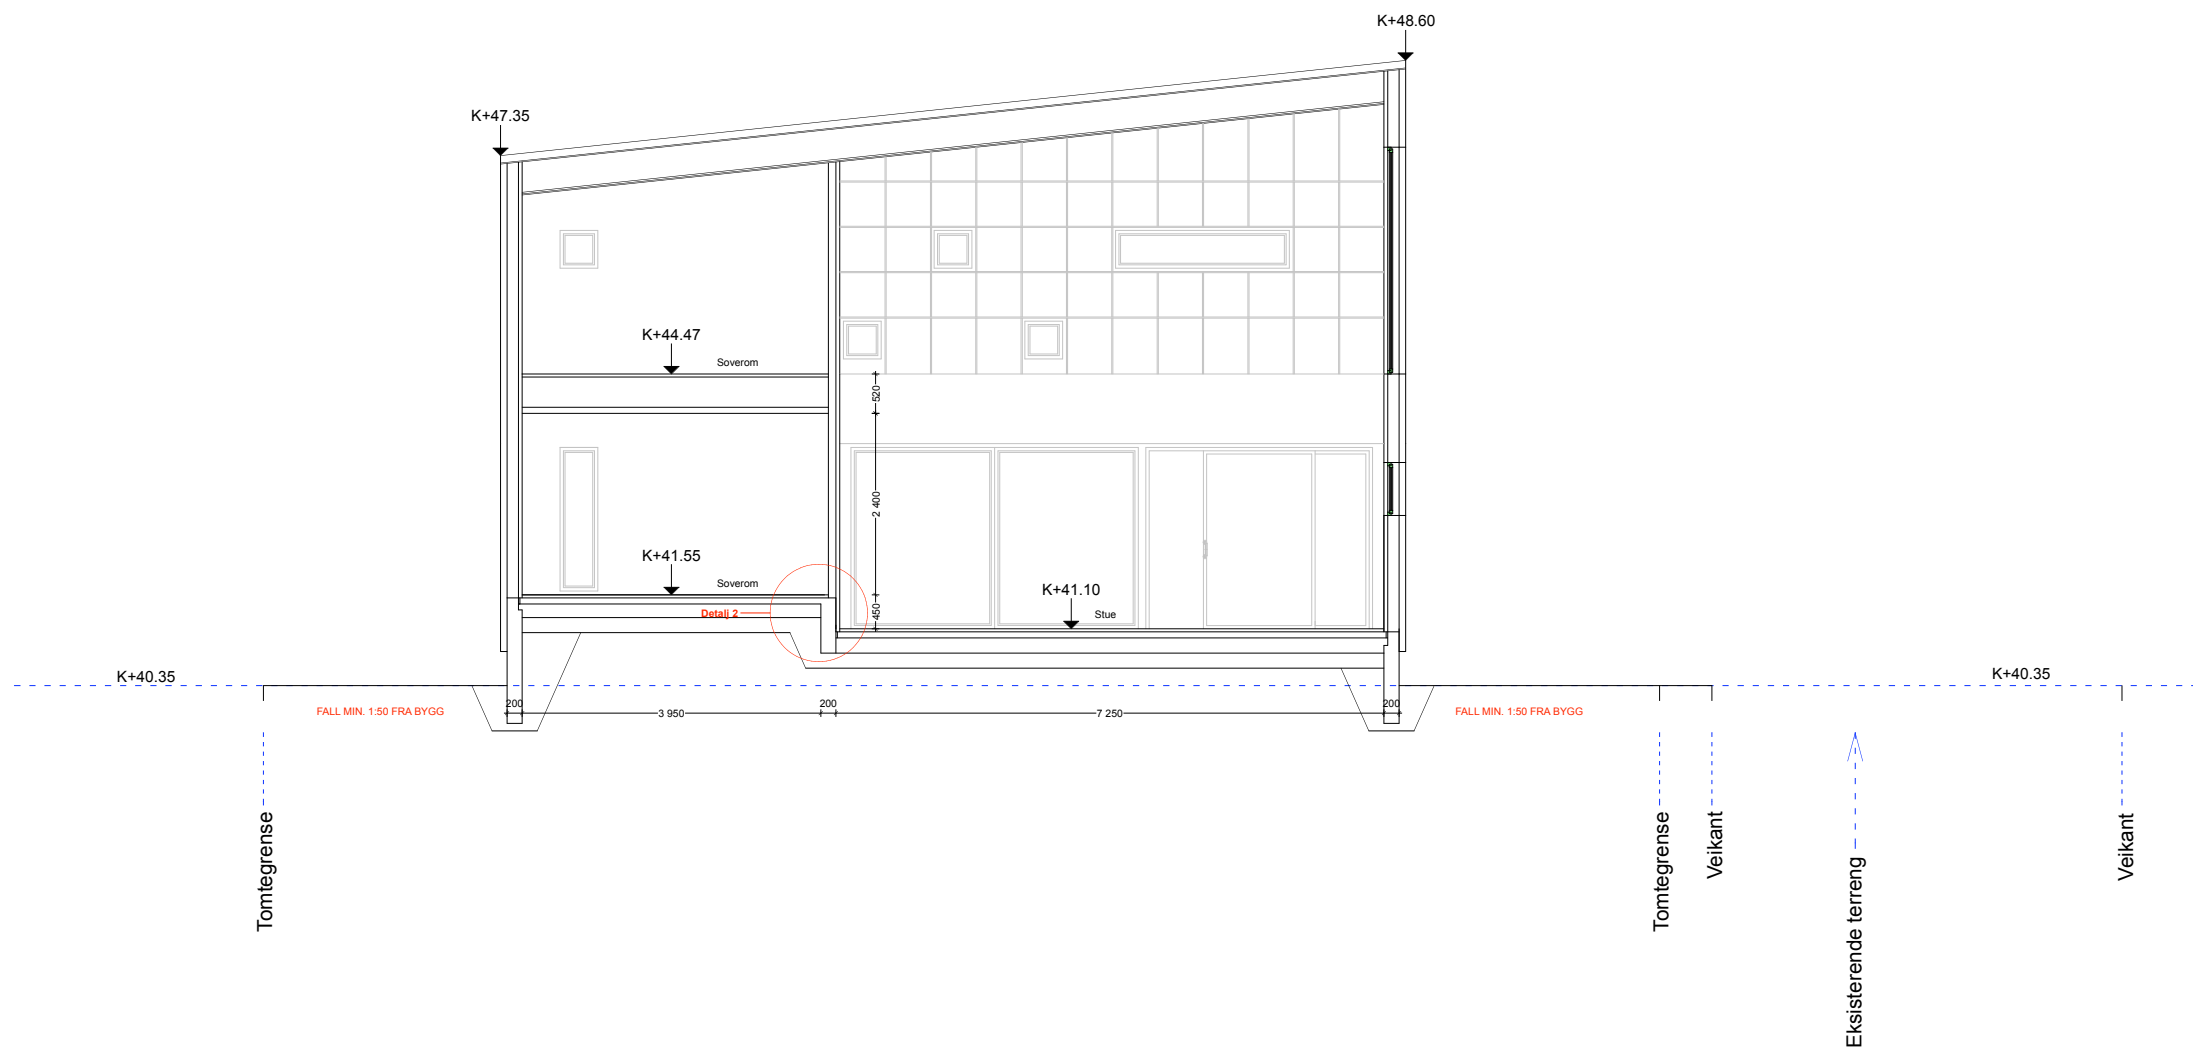 K+48.60
K+47.35
K+44.47
Soverom
520
2 400
K+41.55
Soverom
K+41.10
Detalj 2
450
Stue
K+40.35
K+40.35
200
200
200
FALL MIN. 1:50 FRA BYGG
3 950
7 250
FALL MIN. 1:50 FRA BYGG
Tomtegrense
Tomtegrense
Veikant
Eksisterende terreng
Veikant